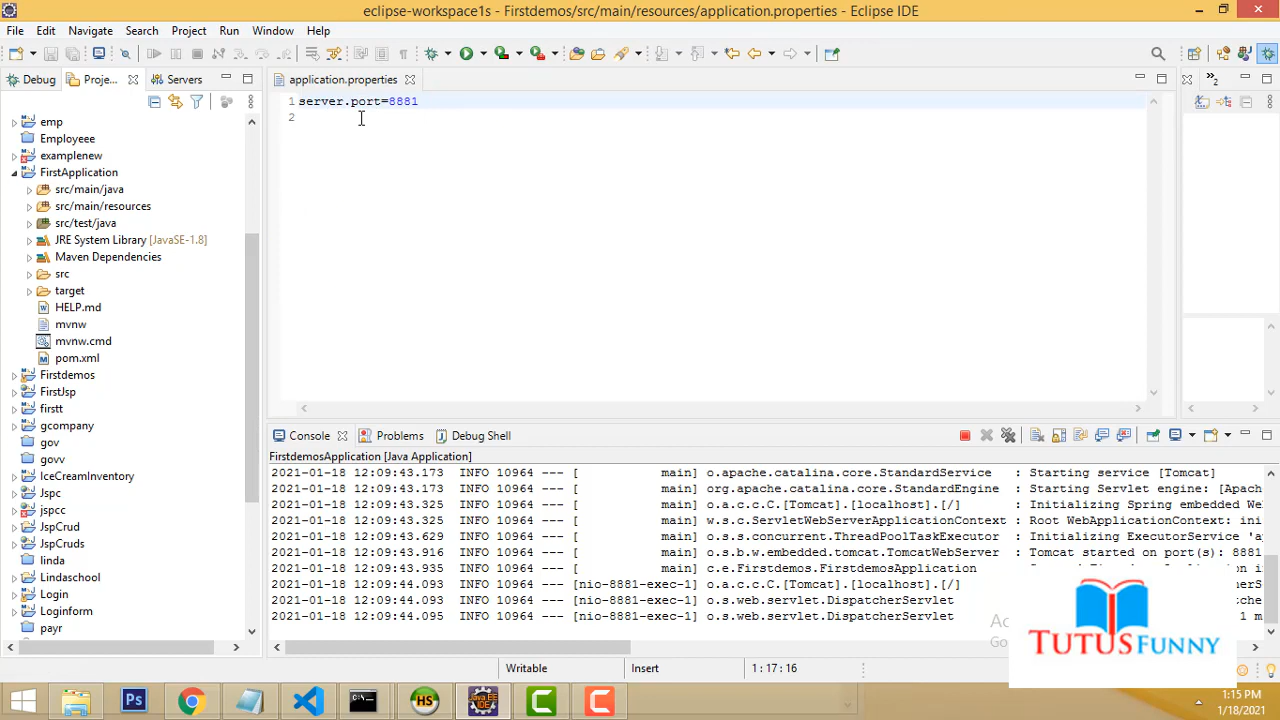 eclipse-workspace1s - Firstdemos/src/main/resources/application.properties - Eclipse IDE
File Edit Navigate Search Project Run Window Help
Debug Proje... Servers
application.properties
1 server.port=8881
2
emp
Employeee
examplenew
FirstApplication
src/main/java
src/main/resources
src/test/java
JRE System Library [JavaSE-1.8]
Maven Dependencies
src
target
HELP.md
mvnw
mvnw.cmd
pom.xml
Firstdemos
FirstJsp
firstt
gcompany
gov
govv
IceCreamInventory
Jspc
jspcc
JspCrud
JspCruds
linda
Lindaschool
Login
Loginform
payr
Console Problems Debug Shell
FirstdemosApplication [Java Application]
2021-01-18 12:09:43.173 INFO 10964 --- [ main] o.apache.catalina.core.StandardService : Starting service [Tomcat]
2021-01-18 12:09:43.173 INFO 10964 --- [ main] org.apache.catalina.core.StandardEngine : Starting Servlet engine: [Apach
2021-01-18 12:09:43.325 INFO 10964 --- [ main] o.a.c.c.C.[Tomcat].[localhost].[/] : Initializing Spring embedded We
2021-01-18 12:09:43.325 INFO 10964 --- [ main] w.s.c.ServletWebServerApplicationContext : Root WebApplicationContext: ini
2021-01-18 12:09:43.629 INFO 10964 --- [ main] o.s.s.concurrent.ThreadPoolTaskExecutor : Initializing ExecutorService 'a
2021-01-18 12:09:43.916 INFO 10964 --- [ main] o.s.b.w.embedded.tomcat.TomcatWebServer : Tomcat started on port(s): 8881
2021-01-18 12:09:43.935 INFO 10964 --- [ main] c.e.Firstdemos.FirstdemosApplication
2021-01-18 12:09:44.093 INFO 10964 --- [nio-8881-exec-1] o.a.c.c.C.[Tomcat].[localhost].[/]
2021-01-18 12:09:44.095 INFO 10964 --- [nio-8881-exec-1] o.s.web.servlet.DispatcherServlet
2021-01-18 12:09:44.095 INFO 10964 --- [nio-8881-exec-1] o.s.web.servlet.DispatcherServlet
TUTUSFUNNY
Writable Insert 1 : 17 : 16
1:15 PM
1/18/2021